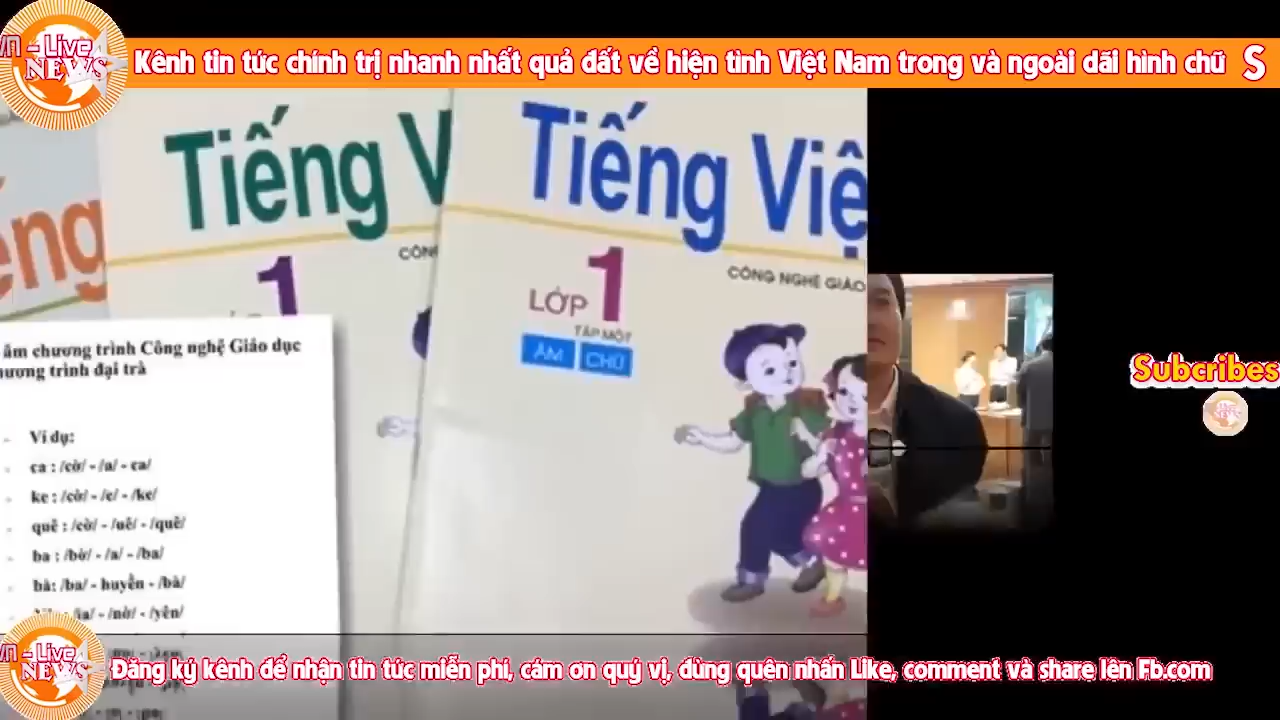 Vn - Live
NEWS
Kênh tin tức chính trị nhanh nhất quả đất về hiện tình Việt Nam trong và ngoài dãi hình chữ S
Tiếng V
Tiếng Việ
ếng
1
CÔN
LỚP 1
CÔNG NGHỆ GIÁO
TẬP MỘT
ÂM CHỮ
âm chương trình Công nghệ Giáo dục
hương trình đại trà
Ví dụ:
- ca : /cờ/ - /a/ - ca/
- ke : /cờ/ - /e/ - /ke/
- quê : /cờ/ - /uê/ - /quê/
- ba : /bờ/ - /a/ - /ba/
- bà: /ba/ - huyền - /bà/
/ia/ - /nờ/ - /yên/
Subcribes
Vn - Live
NEWS
Đăng ký kênh để nhận tin tức miễn phí, cám ơn quý vị, đừng quên nhấn Like, comment và share lên Fb.com